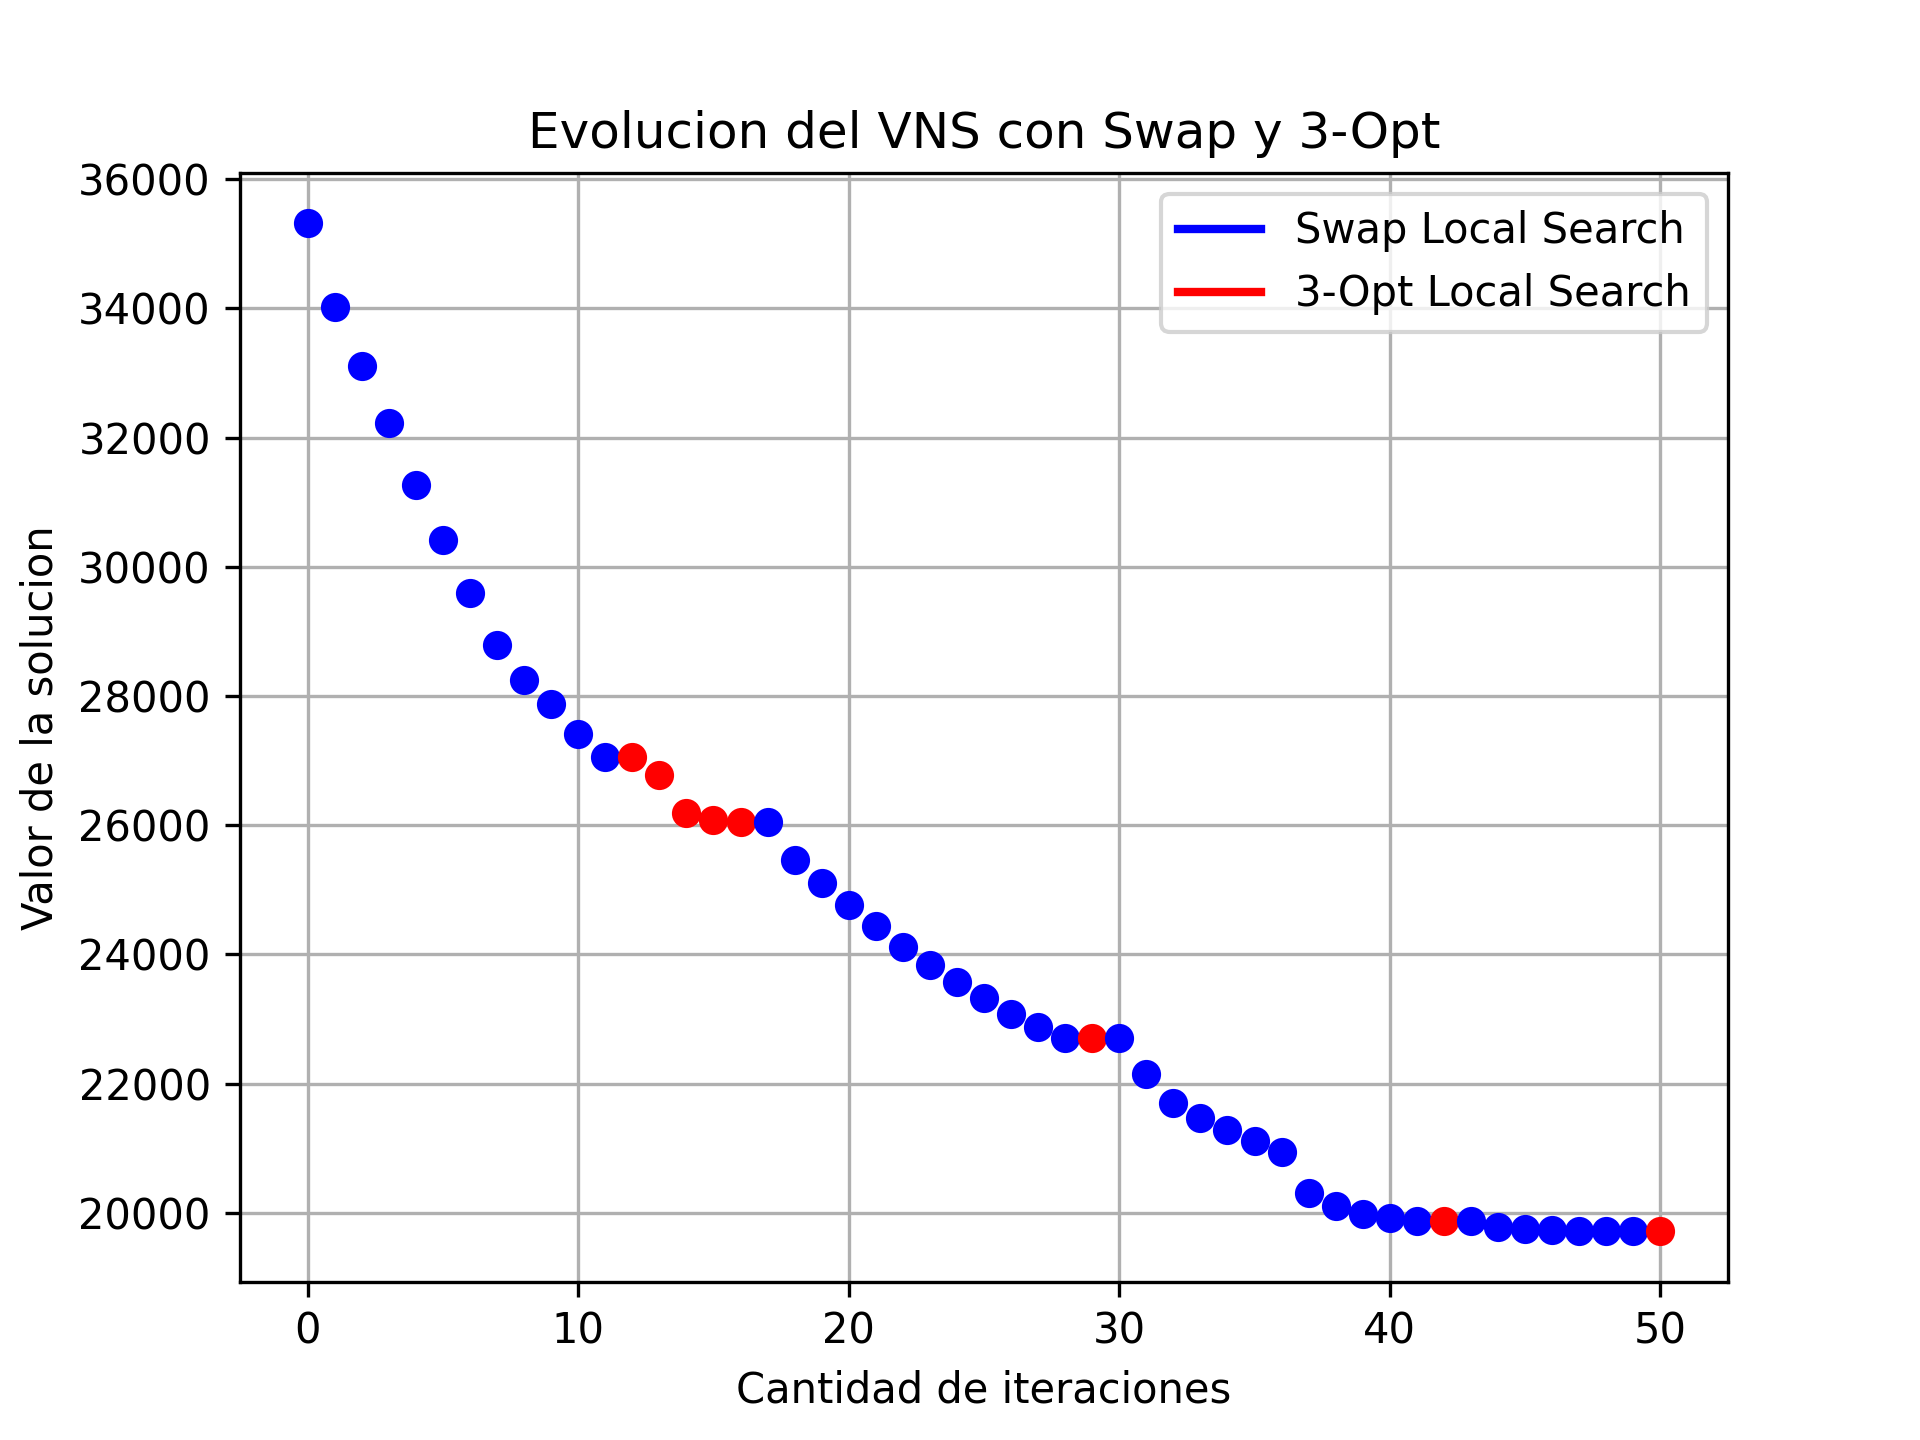 Evolucion del VNS con Swap y 3-Opt
Swap Local Search
3-Opt Local Search
36000
34000
32000
30000
28000
26000
24000
22000
20000
Valor de la solucion
0 10 20 30 40 50
Cantidad de iteraciones